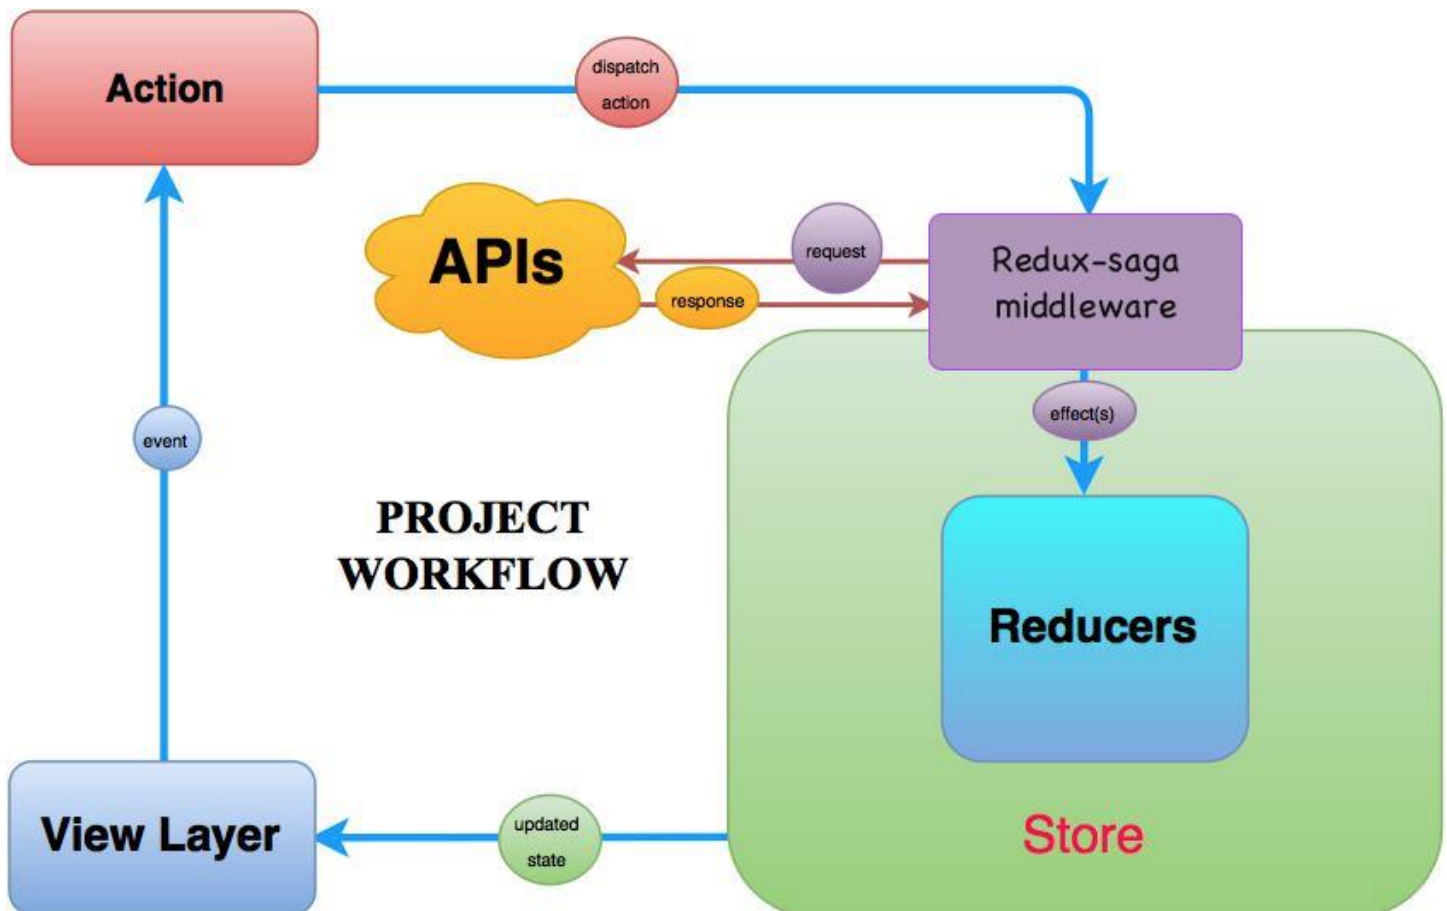 Action
dispatch
action
APIs
request
response
Redux-saga
middleware
effect(s)
event
PROJECT
WORKFLOW
Reducers
View Layer
updated
state
Store